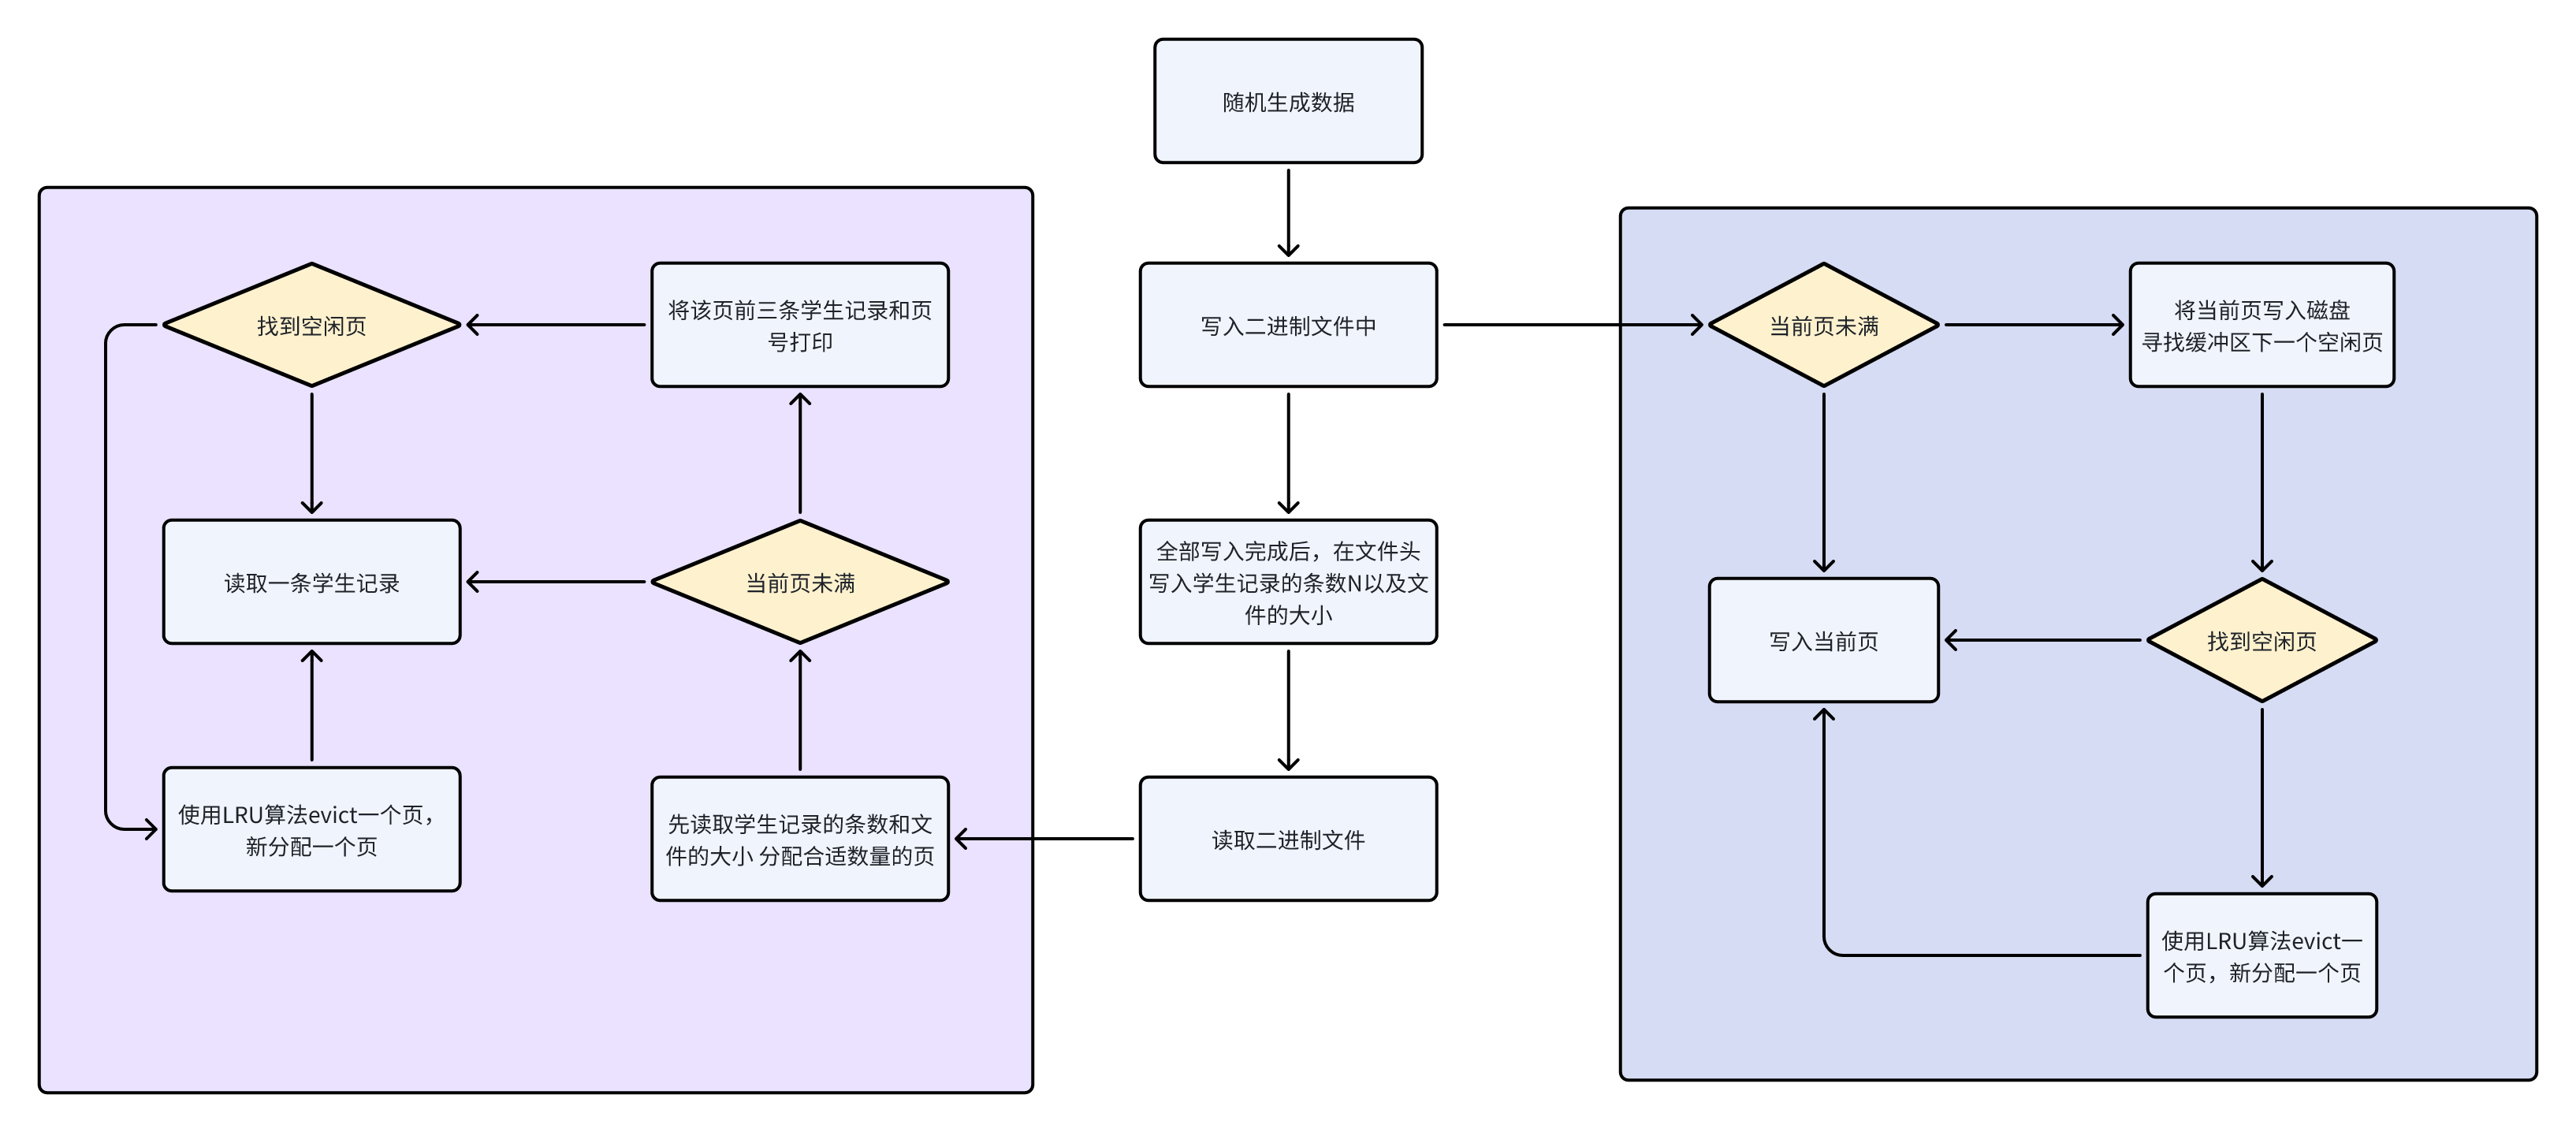 随机生成数据
找到空闲页
将该页前三条学生记录和页
号打印
写入二进制文件中
当前页未满
将当前页写入磁盘
寻找缓冲区下一个空闲页
读取一条学生记录
当前页未满
全部写入完成后，在文件头
写入学生记录的条数N以及文
件的大小
写入当前页
找到空闲页
使用LRU算法evict一个页，
新分配一个页
先读取学生记录的条数和文
件的大小 分配合适数量的页
读取二进制文件
使用LRU算法evict一
个页，新分配一个页